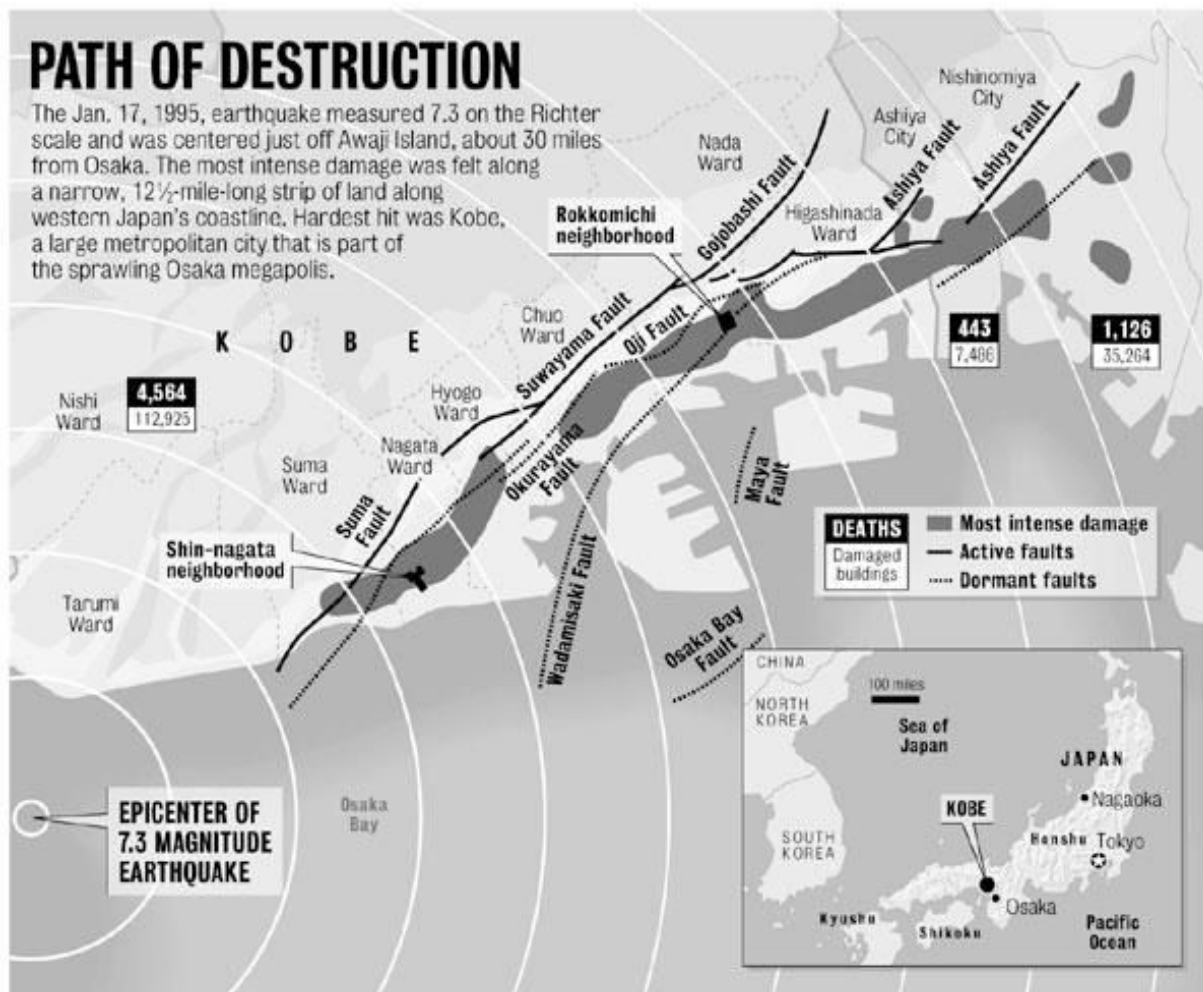 PATH OF DESTRUCTION
The Jan. 17, 1995, earthquake measured 7.3 on the Richter
scale and was centered just off Awaji Island, about 30 miles
from Osaka. The most intense damage was felt along
a narrow, 12½-mile-long strip of land along
western Japan's coastline. Hardest hit was Kobe,
a large metropolitan city that is part of
the sprawling Osaka megapolis.
Nishinomiya
City
Ashiya
City
Nada
Ward
Ashiya Fault
Ashiya Fault
Gojobashi Fault
Higashinada
Ward
Rokkomichi
neighborhood
KOBE
Chuo
Ward
Suwayama Fault
Oji Fault
443
7,486
1,126
35,264
4,564
112,925
Nishi
Ward
Hyogo
Ward
Nagata
Ward
Suma
Ward
Okurayama
Fault
Maya
Fault
Suma
Fault
Shin-nagata
neighborhood
Tarumi
Ward
Wadamisaki Fault
Osaka Bay
Fault
DEATHS
Damaged
buildings
Most intense damage
Active faults
Dormant faults
EPICENTER OF
7.3 MAGNITUDE
EARTHQUAKE
Osaka
Bay
CHINA
NORTH
KOREA
SOUTH
KOREA
100 miles
Sea of
Japan
JAPAN
Nagaoka
KOBE
Honshu
Tokyo
Osaka
Kyushu
Shikoku
Pacific
Ocean